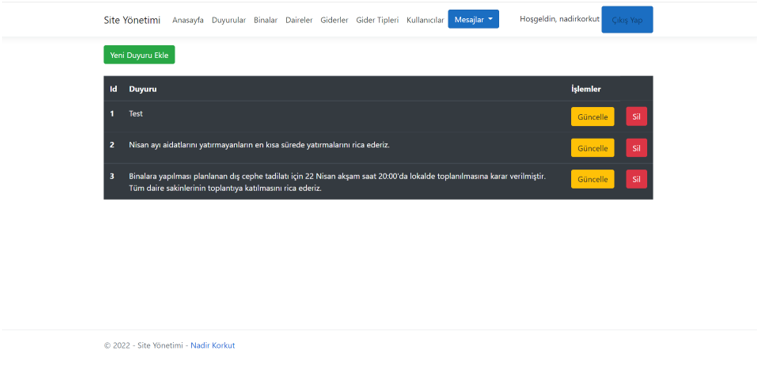 Site Yönetimi Anasayfa Duyurular Binalar Daireler Giderler Gider Tipleri Kullanıcılar Mesajlar Hoşgeldin, nadirkorkut Çıkış Yap
Yeni Duyuru Ekle
Id Duyuru İşlemler
1 Test Güncelle Sil
2 Nisan ayı aidatlarını yatırmayanların en kısa sürede yatırmalarını rica ederiz. Güncelle Sil
3 Binalara yapılması planlanan dış cephe tadilatı için 22 Nisan akşam saat 20:00'da lokalde toplanılmasına karar verilmiştir. Güncelle Sil
Tüm daire sakinlerinin toplantıya katılmasını rica ederiz.
© 2022 - Site Yönetimi - Nadir Korkut